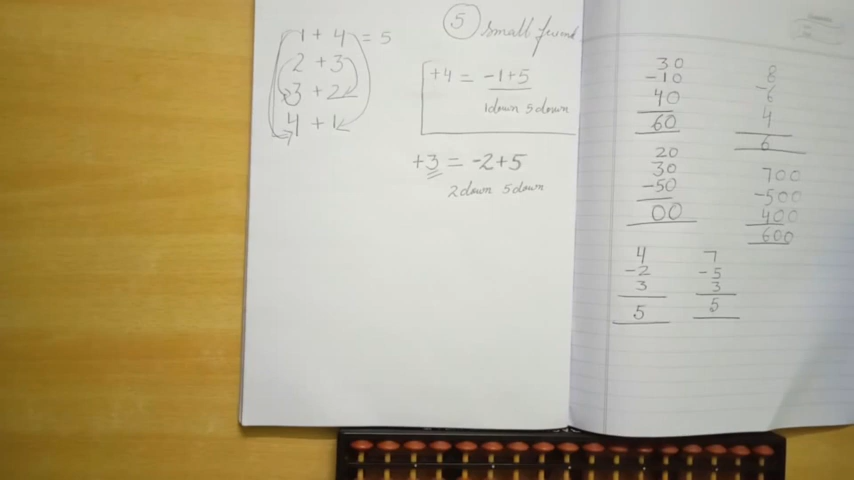 1 + 4 = 5
2 + 3
3 + 2
4 + 1
5 small friend
+4 = -1+5
1down 5down
+3 = -2+5
2down 5down
30
-10
40
60
20
30
-50
00
4
-2
3
5
7
-5
3
5
8
-6
4
6
700
-500
400
600